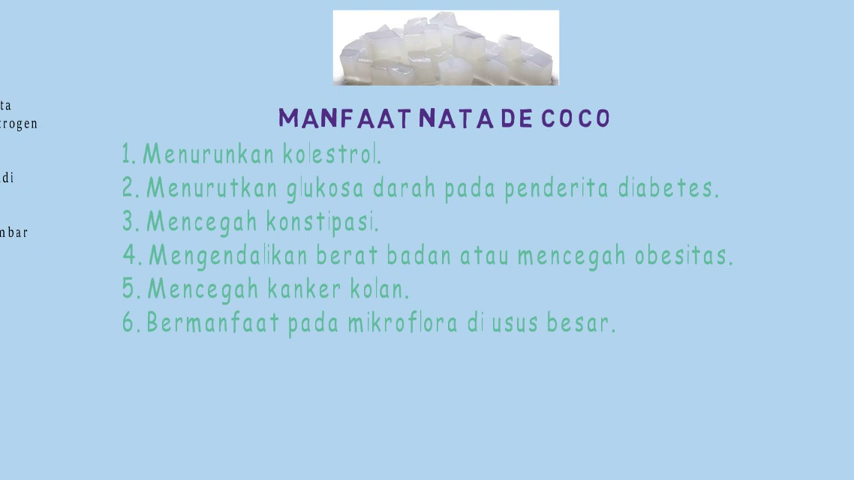 ta
trogen
di
mbar
MANFAAT NATA DE COCO
1. Menurunkan kolestrol.
2. Menurutkan glukosa darah pada penderita diabetes.
3. Mencegah konstipasi.
4. Mengendalikan berat badan atau mencegah obesitas.
5. Mencegah kanker kolan.
6. Bermanfaat pada mikroflora di usus besar.